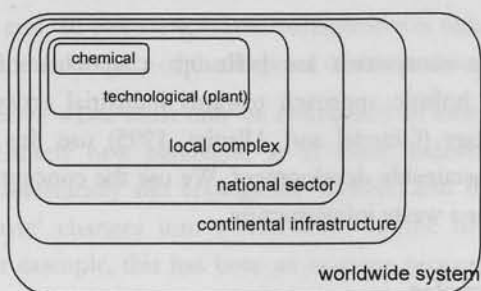 chemical
technological (plant)
local complex
national sector
continental infrastructure
worldwide system